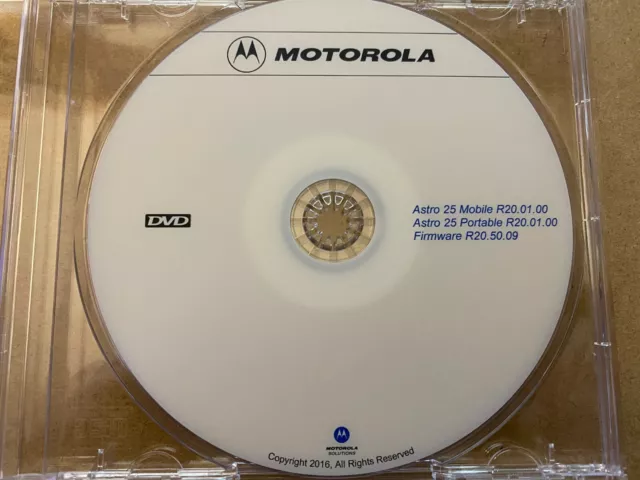 MOTOROLA
DVD
Astro 25 Mobile R20.01.00
Astro 25 Portable R20.01.00
Firmware R20.50.09
MOTOROLA
SOLUTIONS
Copyright 2016, All Rights Reserved